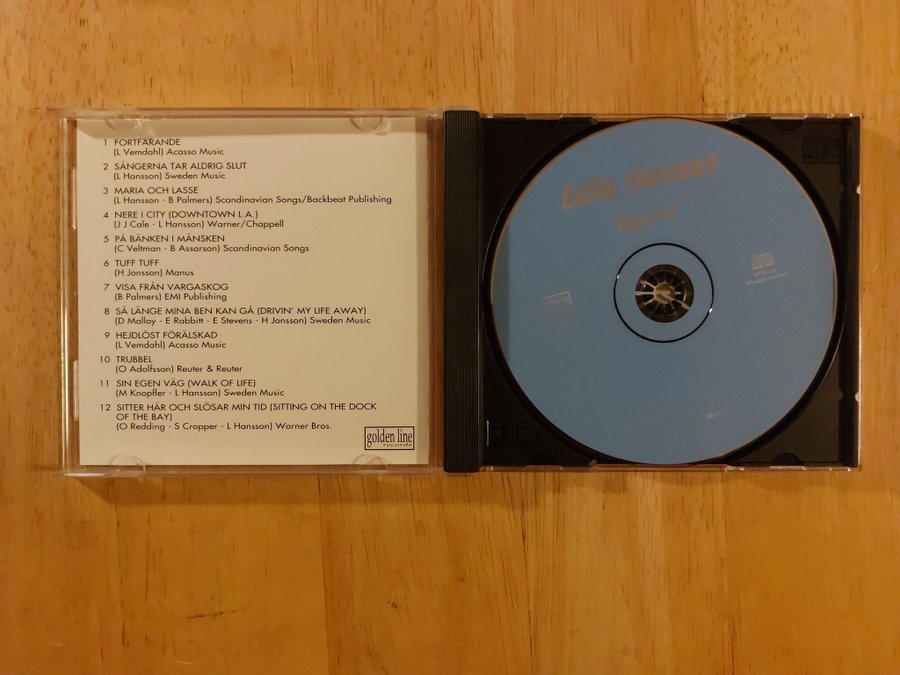 1 FORTFARANDE
(L Vemdahl) Acasso Music
2 SÅNGERNA TAR ALDRIG SLUT
(L Hansson) Sweden Music
3 MARIA OCH LASSE
(L Hansson - B Palmers) Scandinavian Songs/Backbeat Publishing
4 NERE I CITY (DOWNTOWN L.A.)
(J J Cale - L Hansson) Warner/Chappell
5 PÅ BÄNKEN I MÅNSKEN
(C Veltman - B Assarson) Scandinavian Songs
6 TUFF TUFF
(H Jonsson) Manus
7 VISA FRÅN VARGASKOG
(B Palmers) EMI Publishing
8 SÅ LÄNGE MINA BEN KAN GÅ (DRIVIN' MY LIFE AWAY)
(D Malloy - E Rabbitt - E Stevens - H Jonsson) Sweden Music
9 HEJDLÖST FÖRÄLSKAD
(L Vemdahl) Acasso Music
10 TRUBBEL
(O Adolfsson) Reuter & Reuter
11 SIN EGEN VÄG (WALK OF LIFE)
(M Knopfler - L Hansson) Sweden Music
12 SITTER HÄR OCH SLÖSAR MIN TID (SITTING ON THE DOCK
OF THE BAY)
(O Redding - S Cropper - L Hansson) Warner Bros.
golden line
records
Hansson